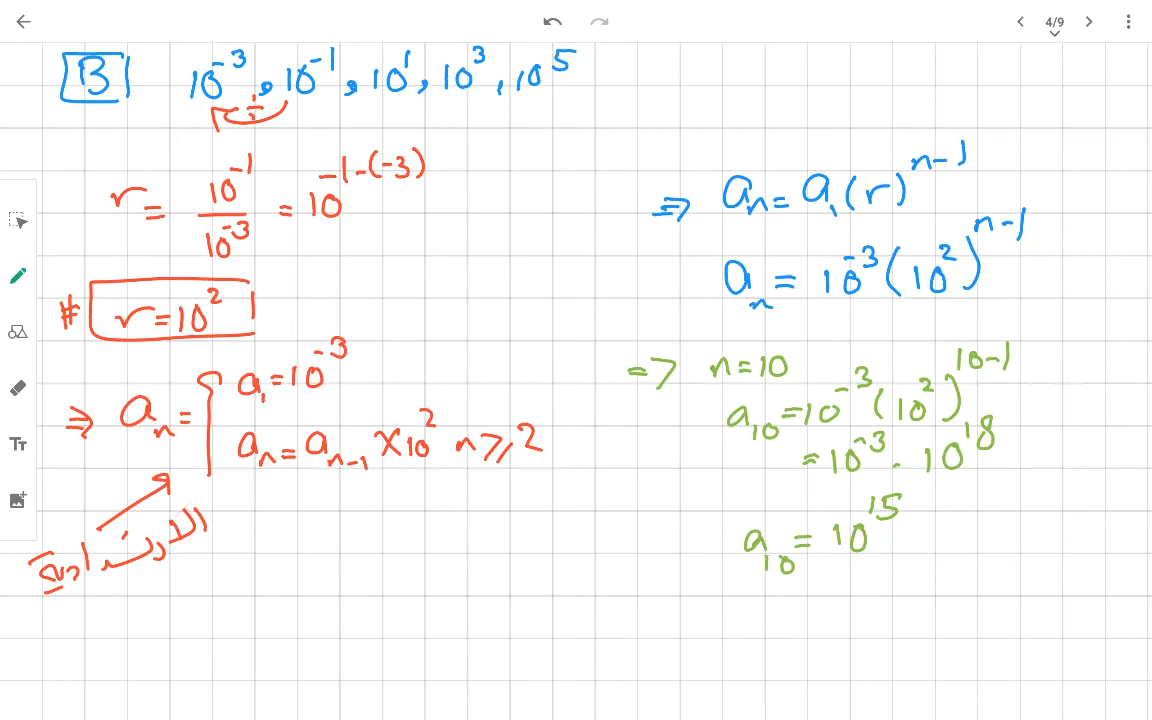 4/9
B 10^-3, 10^-1, 10^1, 10^3, 10^5
÷
r = 10^-1 / 10^-3 = 10^-1-(-3)
# r = 10^2
⇒ a_n = { a_1 = 10^-3
a_n = a_n-1 × 10^2 n ≥ 2
⇒ a_n = a_1 (r)^n-1
a_n = 10^-3 (10^2)^n-1
⇒ n = 10
a_10 = 10^-3 (10^2)^10-1
= 10^-3 . 10^18
a_10 = 10^15
Tт